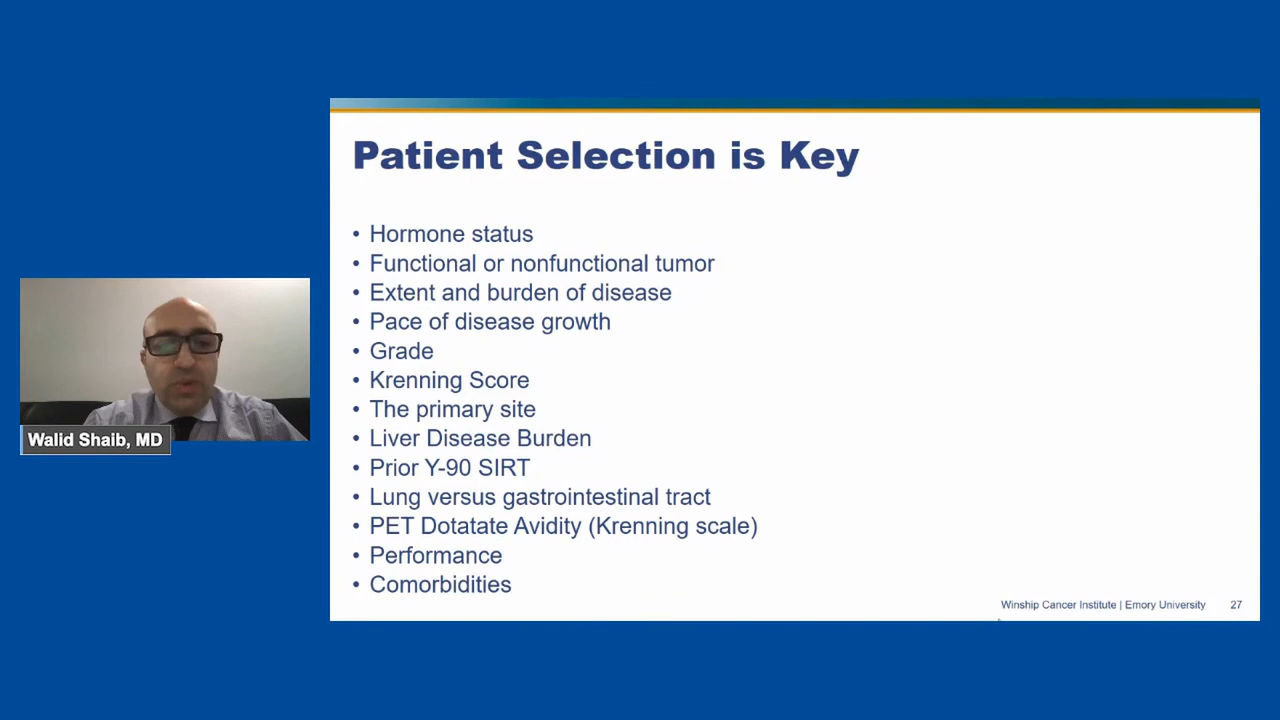 Patient Selection is Key
• Hormone status
• Functional or nonfunctional tumor
• Extent and burden of disease
• Pace of disease growth
• Grade
• Krenning Score
• The primary site
• Liver Disease Burden
• Prior Y-90 SIRT
• Lung versus gastrointestinal tract
• PET Dotatate Avidity (Krenning scale)
• Performance
• Comorbidities
Winship Cancer Institute | Emory University 27
Walid Shaib, MD